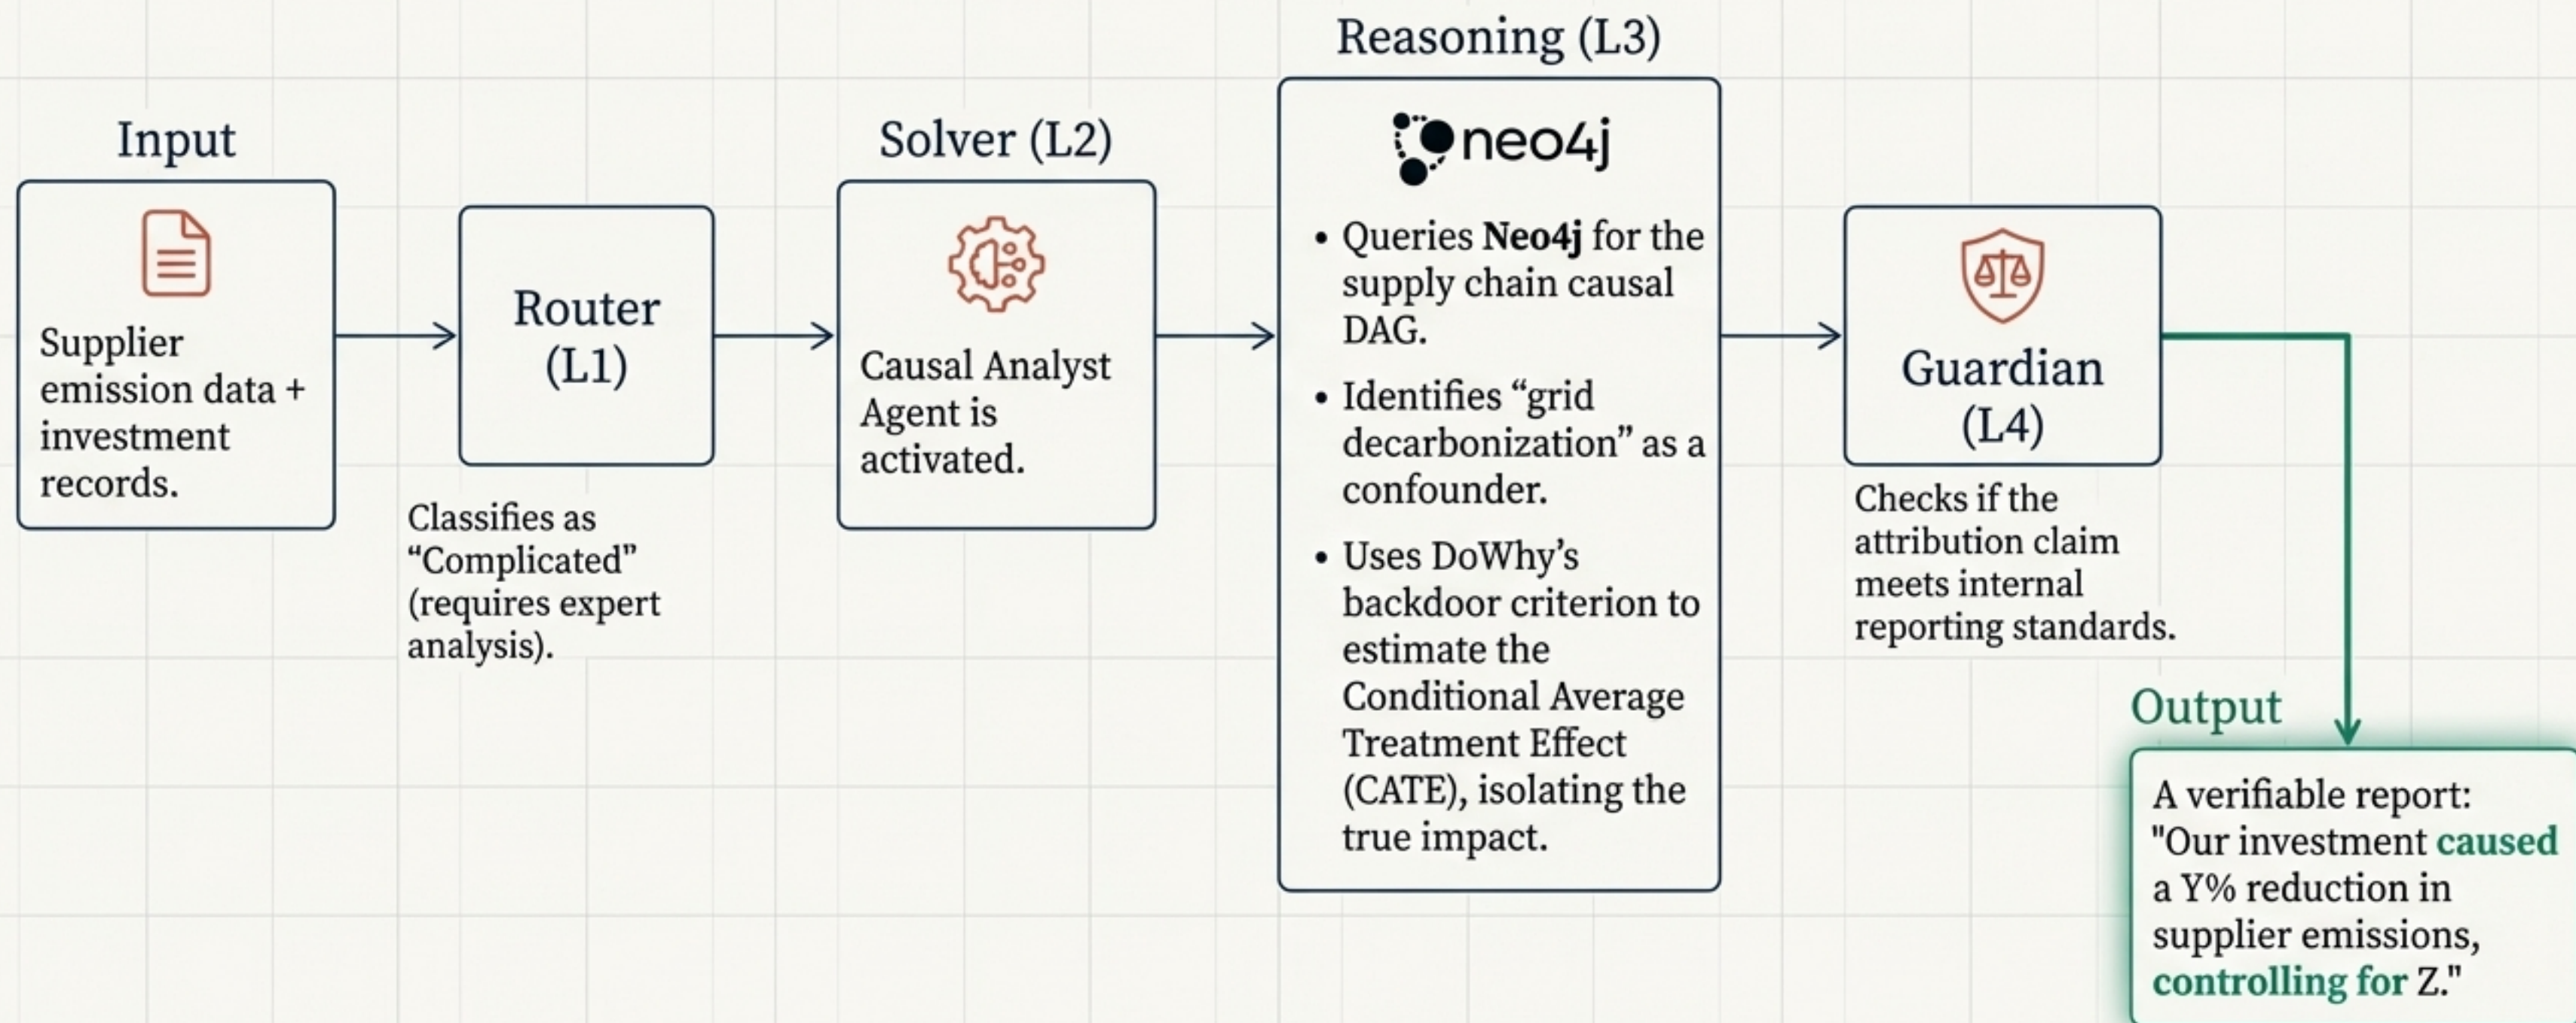 Input
Supplier
emission data +
investment
records.
Router
(L1)
Classifies as
“Complicated”
(requires expert
analysis).
Solver (L2)
Causal Analyst
Agent is
activated.
Reasoning (L3)
neo4j
• Queries Neo4j for the
supply chain causal
DAG.
• Identifies “grid
decarbonization” as a
confounder.
• Uses DoWhy’s
backdoor criterion to
estimate the
Conditional Average
Treatment Effect
(CATE), isolating the
true impact.
Guardian
(L4)
Checks if the
attribution claim
meets internal
reporting standards.
Output
A verifiable report:
"Our investment caused
a Y% reduction in
supplier emissions,
controlling for Z."